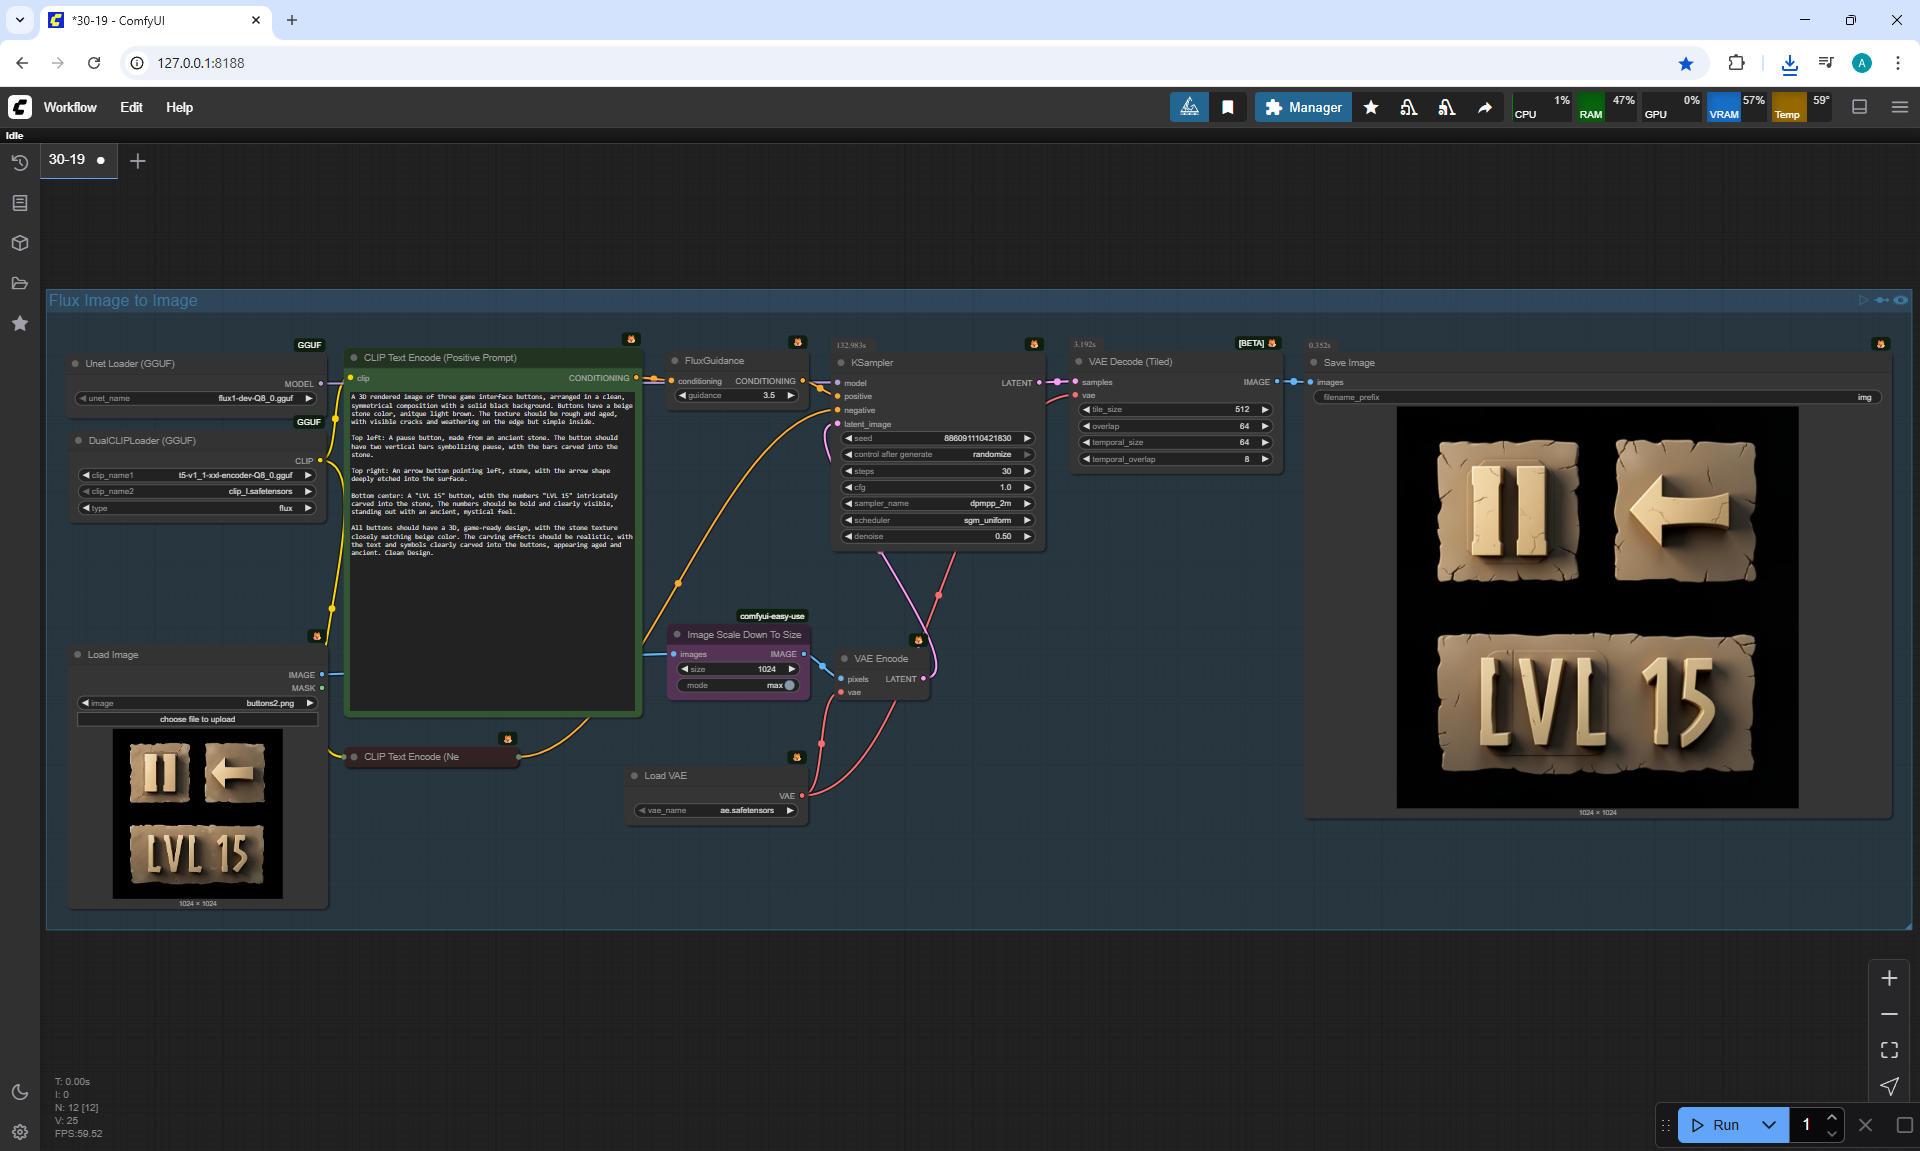 *30-19 - ComfyUI
127.0.0.1:8188
Workflow Edit Help
Manager
CPU 1% RAM 47% GPU 0% VRAM 57% Temp 59°
Idle
30-19
Flux Image to Image
GGUF
Unet Loader (GGUF)
MODEL
unet_name flux1-dev-Q8_0.gguf
GGUF
DualCLIPLoader (GGUF)
CLIP
clip_name1 t5-v1_1-xxl-encoder-Q8_0.gguf
clip_name2 clip_l.safetensors
type flux
Load Image
IMAGE
MASK
image buttons2.png
choose file to upload
LVL 15
1024 × 1024
CLIP Text Encode (Positive Prompt)
clip CONDITIONING
A 3D rendered image of three game interface buttons, arranged in a clean,
symmetrical composition with a solid black background. Buttons have a beige
stone color, anitque light brown. The texture should be rough and aged,
with visible cracks and weathering on the edge but simple inside.
Top left: A pause button, made from an ancient stone. The button should
have two vertical bars symbolizing pause, with the bars carved into the
stone.
Top right: An arrow button pointing left, stone, with the arrow shape
deeply etched into the surface.
Bottom center: A "LVL 15" button, with the numbers "LVL 15" intricately
carved into the stone, The numbers should be bold and clearly visible,
standing out with an ancient, mystical feel.
All buttons should have a 3D, game-ready design, with the stone texture
closely matching beige color. The carving effects should be realistic, with
the text and symbols clearly carved into the buttons, appearing aged and
ancient. Clean Design.
CLIP Text Encode (Ne
FluxGuidance
conditioning CONDITIONING
guidance 3.5
comfyui-easy-use
Image Scale Down To Size
images IMAGE
size 1024
mode max
Load VAE
VAE
vae_name ae.safetensors
VAE Encode
pixels LATENT
vae
132.983s
KSampler
model LATENT
positive
negative
latent_image
seed 886091110421830
control after generate randomize
steps 30
cfg 1.0
sampler_name dpmpp_2m
scheduler sgm_uniform
denoise 0.50
3.192s
[BETA]
VAE Decode (Tiled)
samples IMAGE
vae
tile_size 512
overlap 64
temporal_size 64
temporal_overlap 8
0.352s
Save Image
images
filename_prefix img
LVL 15
1024 × 1024
T: 0.00s
I: 0
N: 12 [12]
V: 25
FPS:59.52
Run 1
A